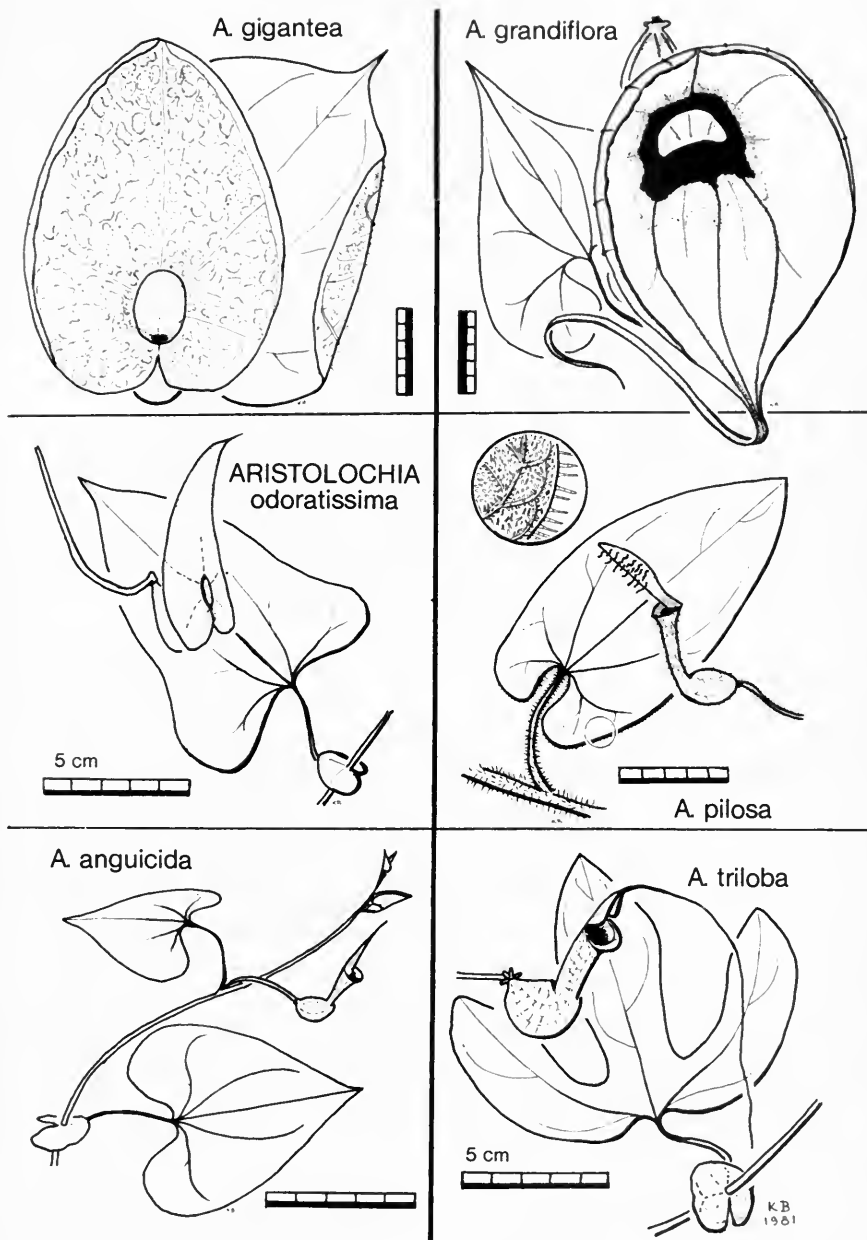 A. gigantea
A. grandiflora
ARISTOLOCHIA
odoratissima
5 cm
A. pilosa
A. anguicida
A. triloba
5 cm
KB
1981